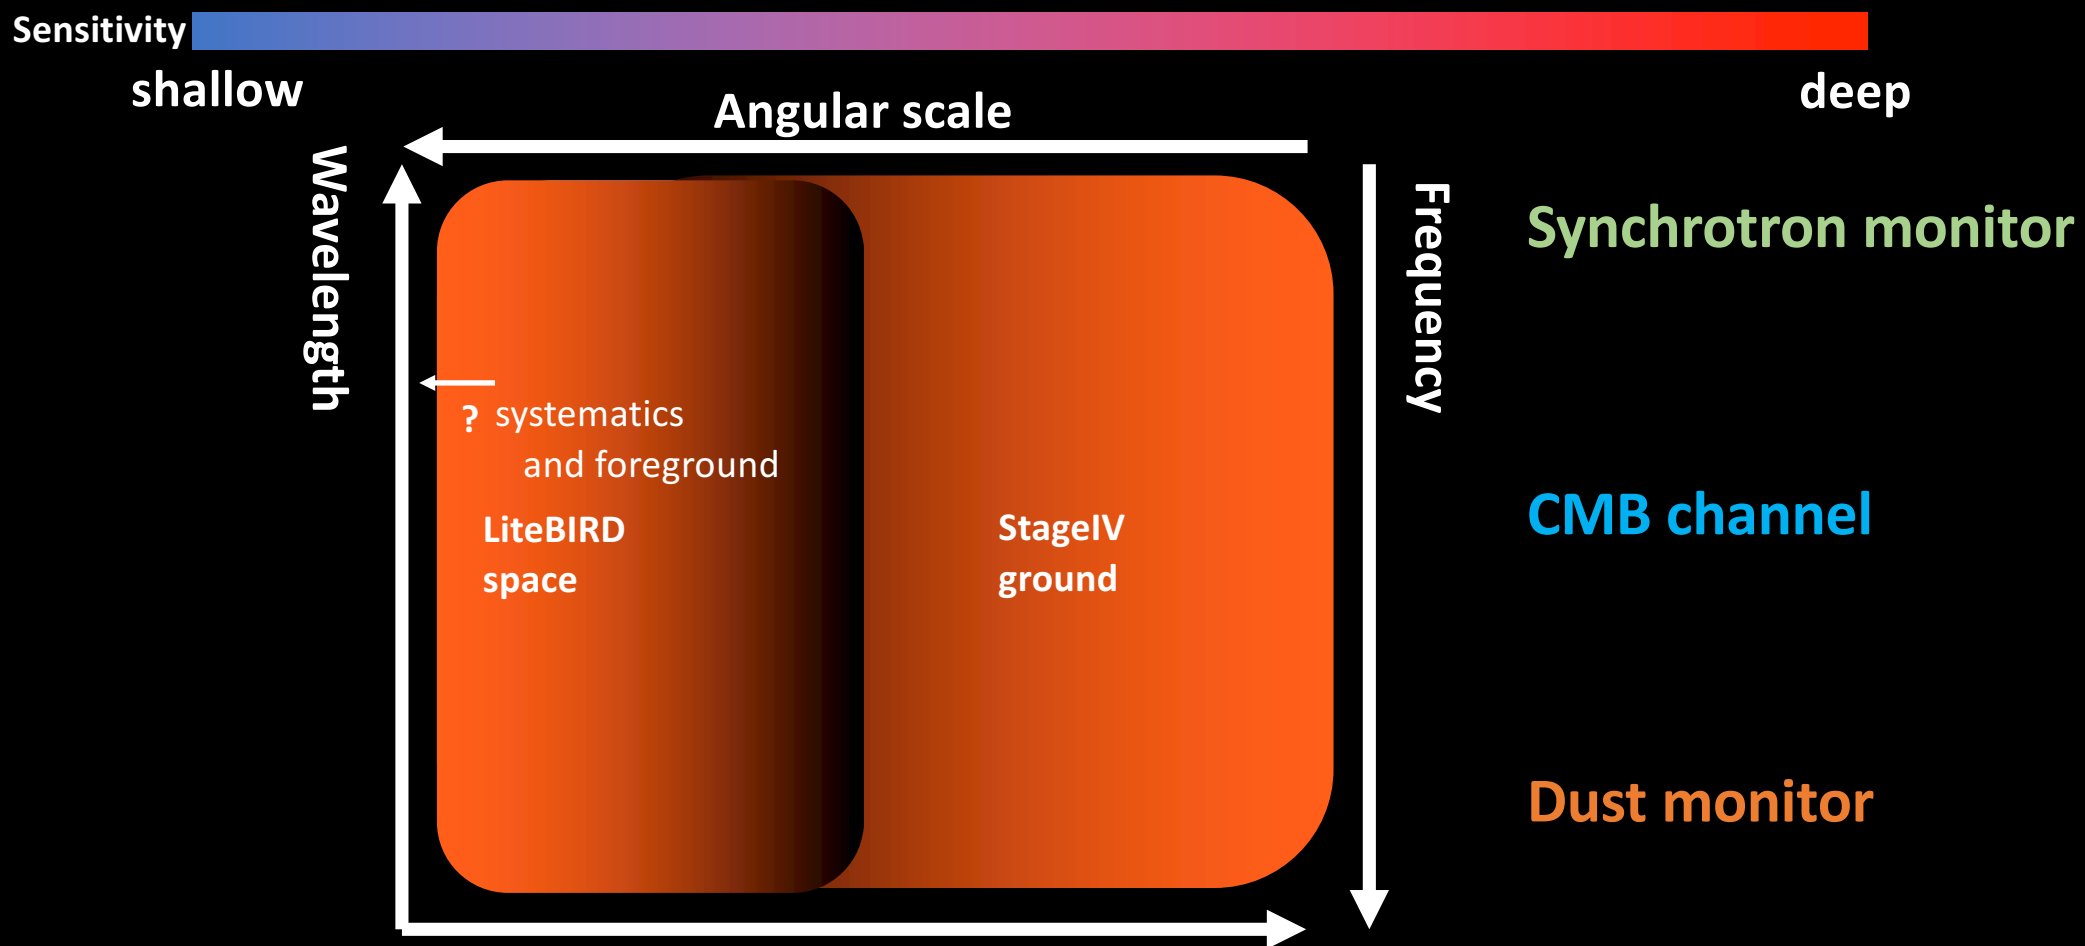 Sensitivity
shallow
deep
Angular scale
Wavelength
Frequency
Synchrotron monitor
? systematics
and foreground
LiteBIRD
space
StageIV
ground
CMB channel
Dust monitor